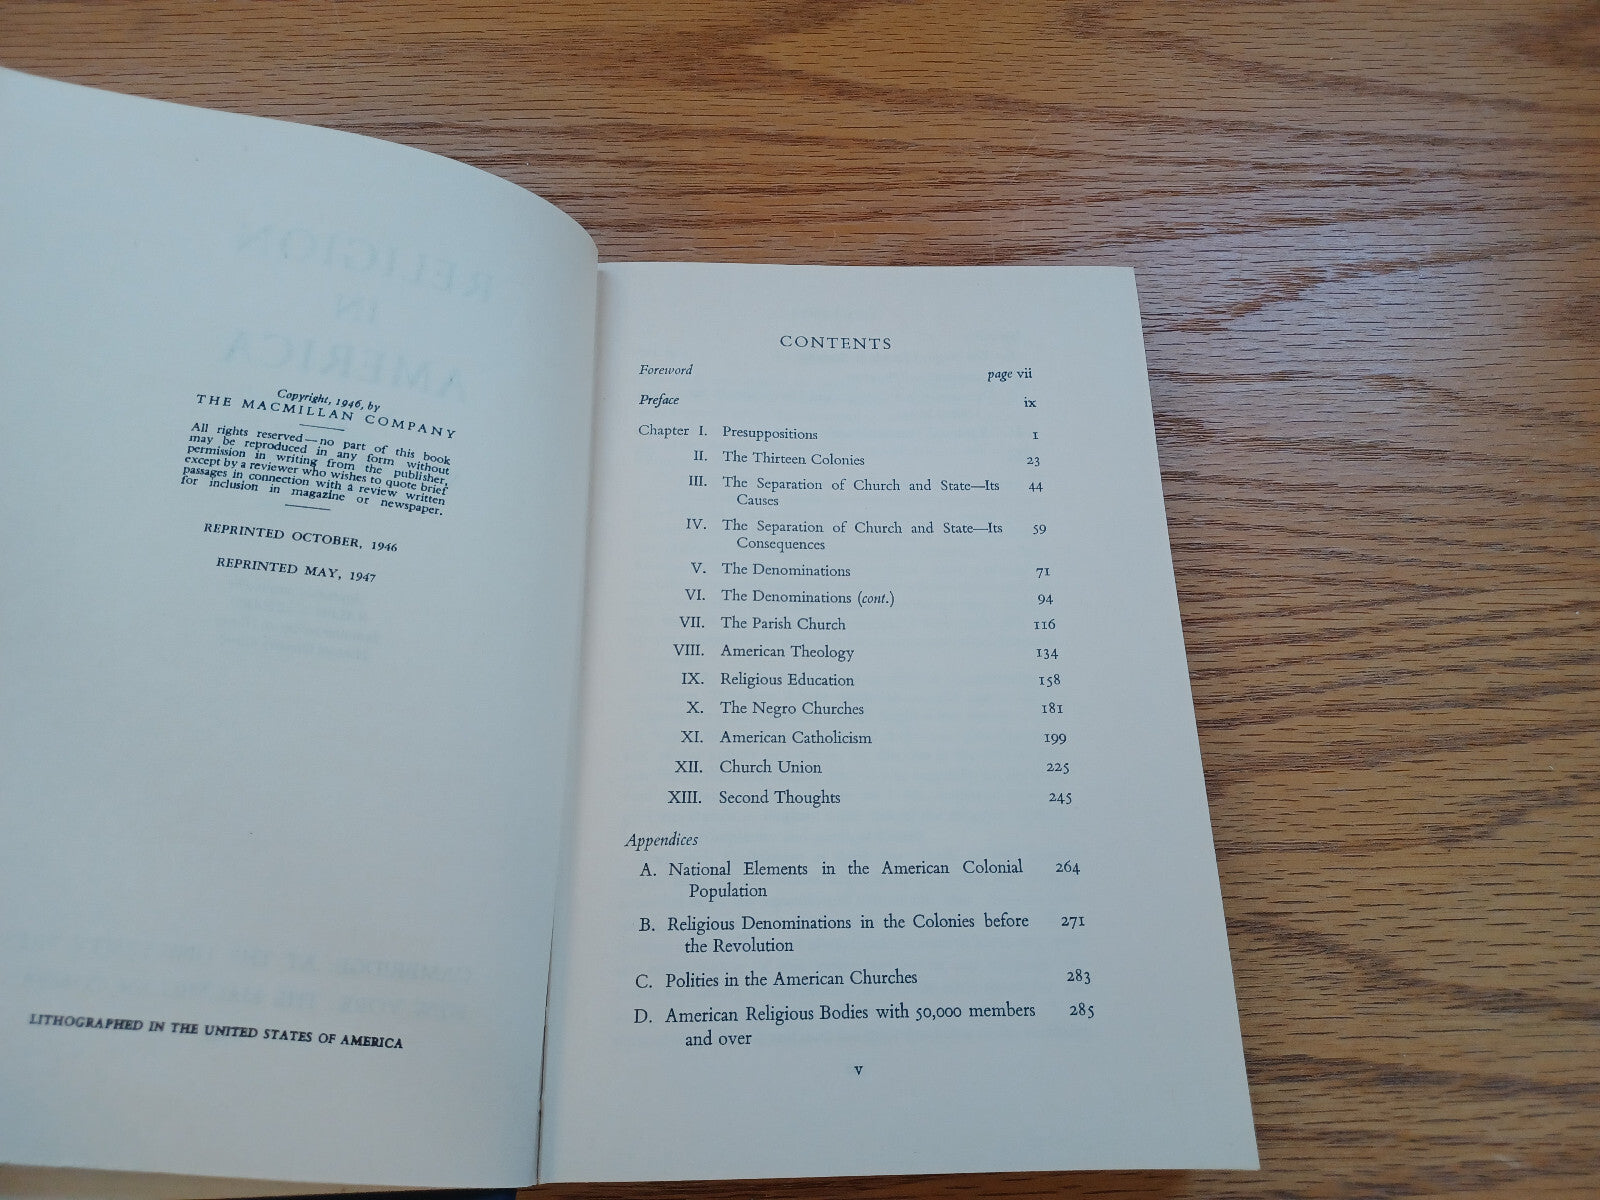 Copyright, 1946, by
THE MACMILLAN COMPANY
All rights reserved—no part of this book
may be reproduced in any form without
permission in writing from the publisher,
except by a reviewer who wishes to quote brief
passages in connection with a review written
for inclusion in magazine or newspaper.
REPRINTED OCTOBER, 1946
REPRINTED MAY, 1947
LITHOGRAPHED IN THE UNITED STATES OF AMERICA
RELIGION
IN
AMERICA
CONTENTS
Foreword page vii
Preface ix
Chapter I. Presuppositions 1
II. The Thirteen Colonies 23
III. The Separation of Church and State—Its 44
Causes
IV. The Separation of Church and State—Its 59
Consequences
V. The Denominations 71
VI. The Denominations (cont.) 94
VII. The Parish Church 116
VIII. American Theology 134
IX. Religious Education 158
X. The Negro Churches 181
XI. American Catholicism 199
XII. Church Union 225
XIII. Second Thoughts 245
Appendices
A. National Elements in the American Colonial 264
Population
B. Religious Denominations in the Colonies before 271
the Revolution
C. Polities in the American Churches 283
D. American Religious Bodies with 50,000 members 285
and over
v